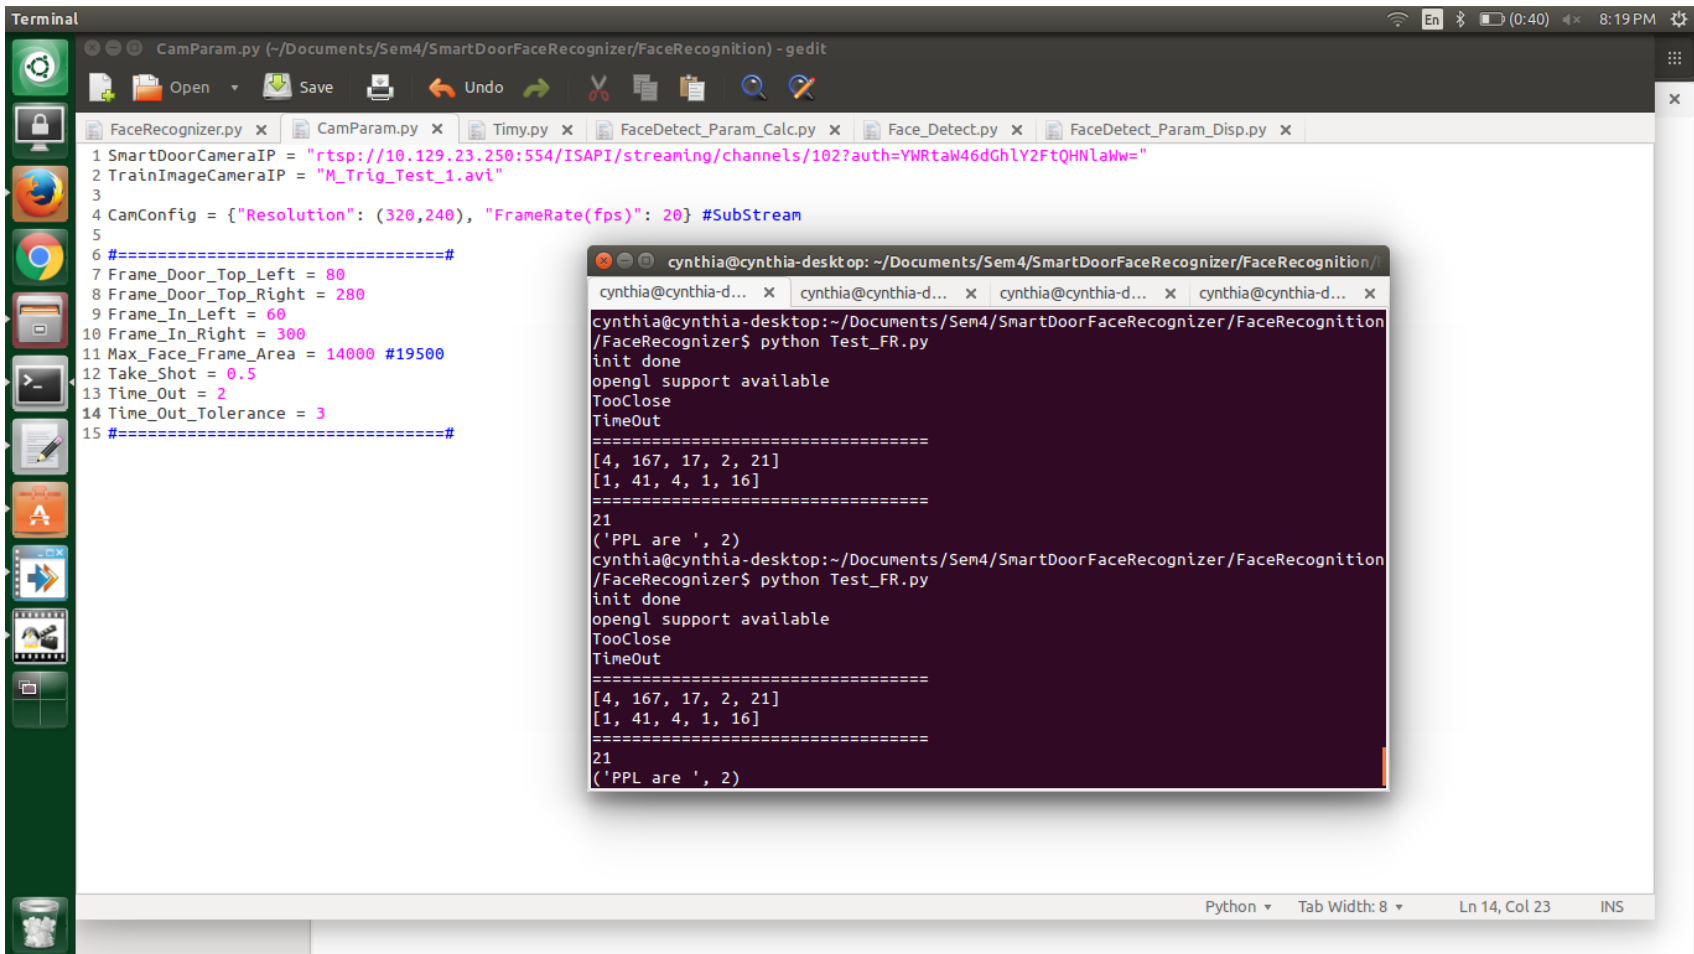 Terminal
En (0:40) 8:19 PM
CamParam.py (~/Documents/Sem4/SmartDoorFaceRecognizer/FaceRecognition) - gedit
Open Save Undo
FaceRecognizer.py CamParam.py Timy.py FaceDetect_Param_Calc.py Face_Detect.py FaceDetect_Param_Disp.py
1 SmartDoorCameraIP = "rtsp://10.129.23.250:554/ISAPI/streaming/channels/102?auth=YWRtaW46dGhlY2FtQHNlaWw="
2 TrainImageCameraIP = "M_Trig_Test_1.avi"
3
4 CamConfig = {"Resolution": (320,240), "FrameRate(fps)": 20} #SubStream
5
6 #=================================#
7 Frame_Door_Top_Left = 80
8 Frame_Door_Top_Right = 280
9 Frame_In_Left = 60
10 Frame_In_Right = 300
11 Max_Face_Frame_Area = 14000 #19500
12 Take_Shot = 0.5
13 Time_Out = 2
14 Time_Out_Tolerance = 3
15 #=================================#
cynthia@cynthia-desktop: ~/Documents/Sem4/SmartDoorFaceRecognizer/FaceRecognition/
cynthia@cynthia-d... cynthia@cynthia-d... cynthia@cynthia-d... cynthia@cynthia-d...
cynthia@cynthia-desktop:~/Documents/Sem4/SmartDoorFaceRecognizer/FaceRecognition
/FaceRecognizer$ python Test_FR.py
init done
opengl support available
TooClose
TimeOut
==================================
[4, 167, 17, 2, 21]
[1, 41, 4, 1, 16]
==================================
21
('PPL are ', 2)
cynthia@cynthia-desktop:~/Documents/Sem4/SmartDoorFaceRecognizer/FaceRecognition
/FaceRecognizer$ python Test_FR.py
init done
opengl support available
TooClose
TimeOut
==================================
[4, 167, 17, 2, 21]
[1, 41, 4, 1, 16]
==================================
21
('PPL are ', 2)
Python Tab Width: 8 Ln 14, Col 23 INS